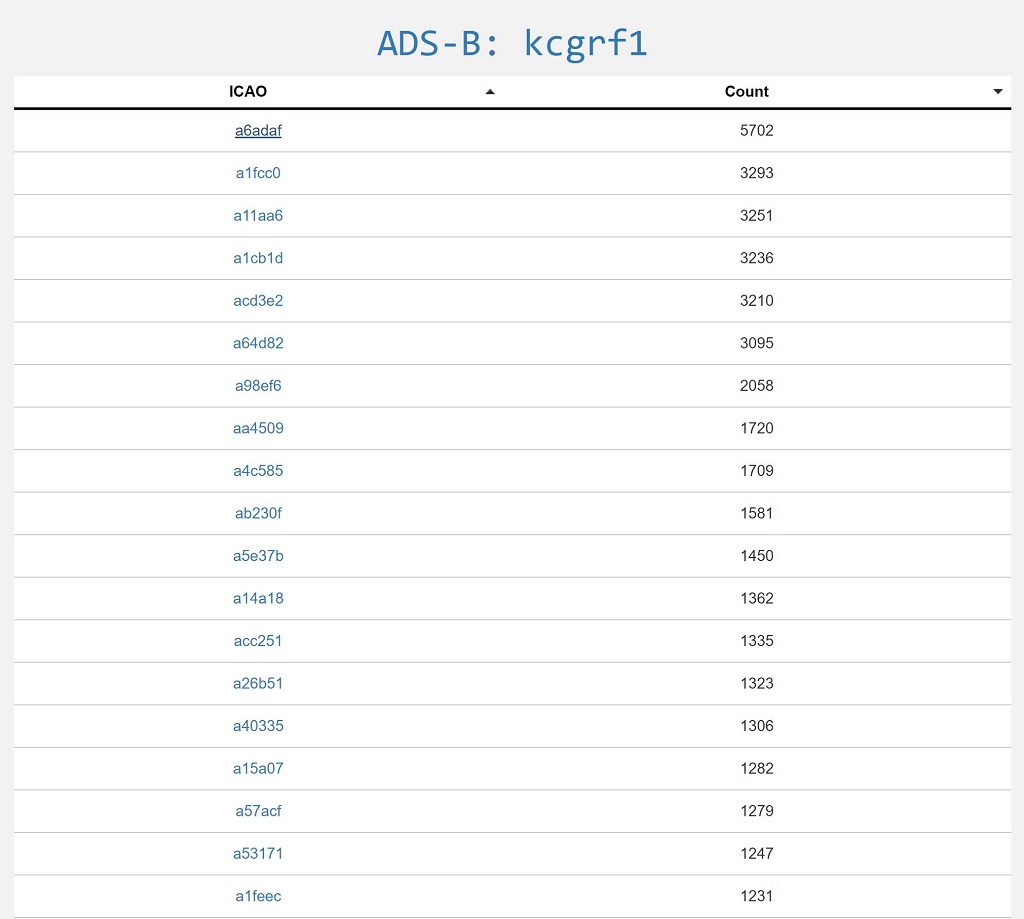 ADS-B: kcgrf1
ICAO Count
a6adaf 5702
a1fcc0 3293
a11aa6 3251
a1cb1d 3236
acd3e2 3210
a64d82 3095
a98ef6 2058
aa4509 1720
a4c585 1709
ab230f 1581
a5e37b 1450
a14a18 1362
acc251 1335
a26b51 1323
a40335 1306
a15a07 1282
a57acf 1279
a53171 1247
a1feec 1231